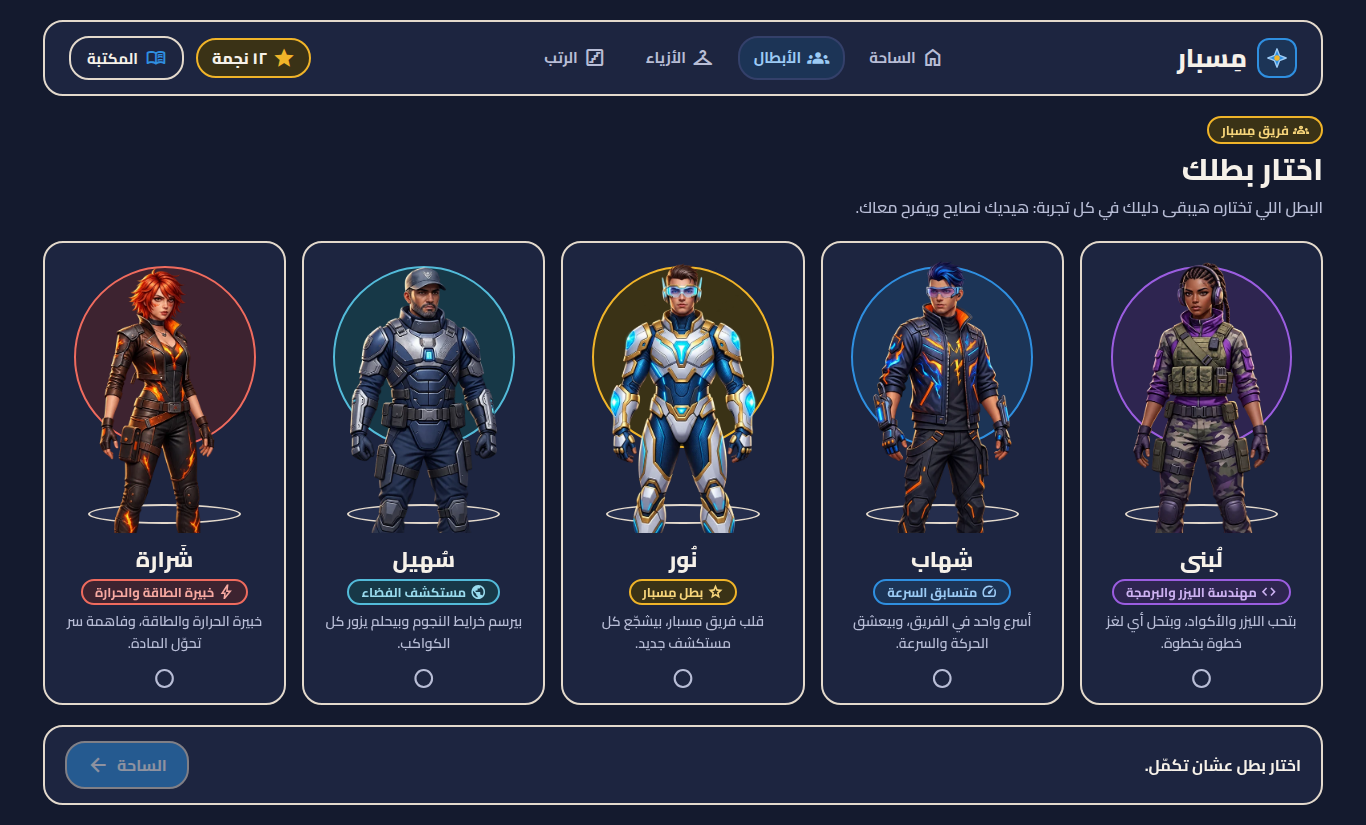 مِسبار
الساحة
الأبطال
الأزياء
الرتب
١٢ نجمة
المكتبة
فريق مِسبار
اختار بطلك
البطل اللي تختاره هيبقى دليلك في كل تجربة: هيديك نصايح ويفرح معاك.
لُبنى
مهندسة الليزر والبرمجة
بتحب الليزر والأكواد، وبتحل أي لغز
خطوة بخطوة.
شِهاب
متسابق السرعة
أسرع واحد في الفريق، وبيعشق
الحركة والسرعة.
نُور
بطل مِسبار
قلب فريق مِسبار، بيشجّع كل
مستكشف جديد.
سُهيل
مستكشف الفضاء
بيرسم خرايط النجوم وبيحلم يزور كل
الكواكب.
شَرارة
خبيرة الطاقة والحرارة
خبيرة الحرارة والطاقة، وفاهمة سر
تحوّل المادة.
اختار بطل عشان تكمّل.
الساحة